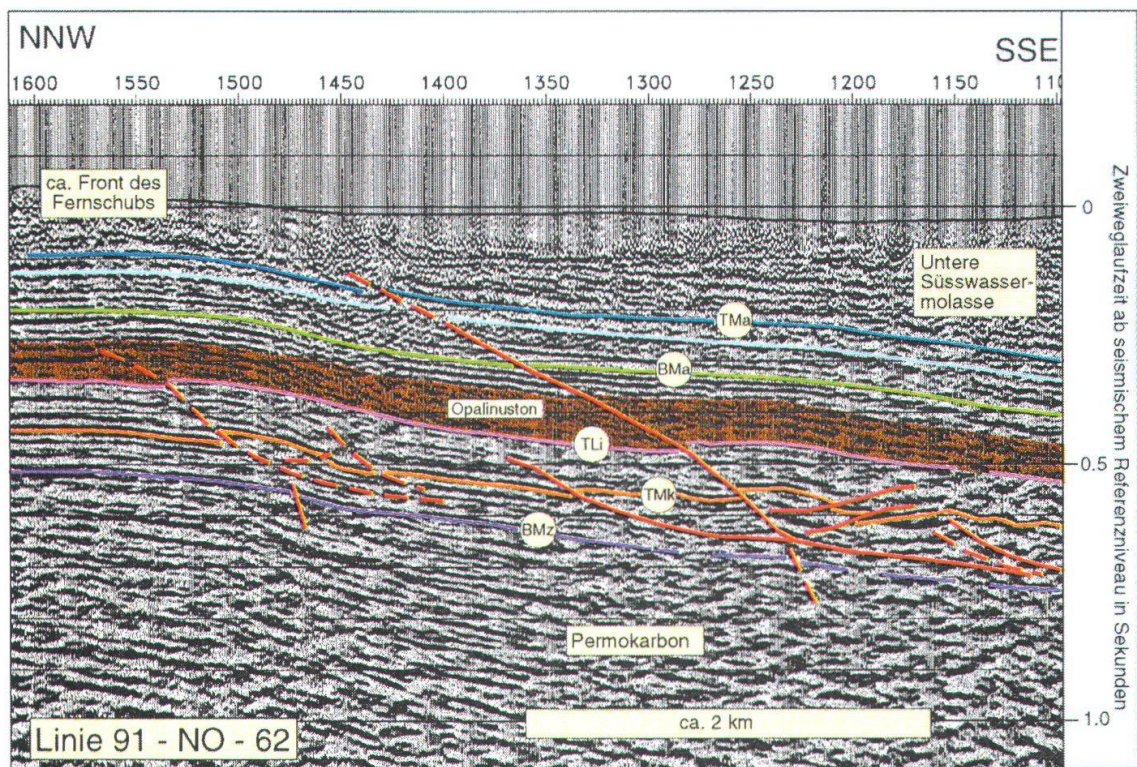 NNW
SSE
1600 1550 1500 1450 1400 1350 1300 1250 1200 1150 110
ca. Front des
Fernschubs
0
Untere
Süsswasser-
molasse
TMa
BMa
Opalinuston
TLi
0.5
TMk
BMz
Permokarbon
ca. 2 km
1.0
Linie 91 - NO - 62
Zweiweglaufzeit ab seismischem Referenzniveau in Sekunden